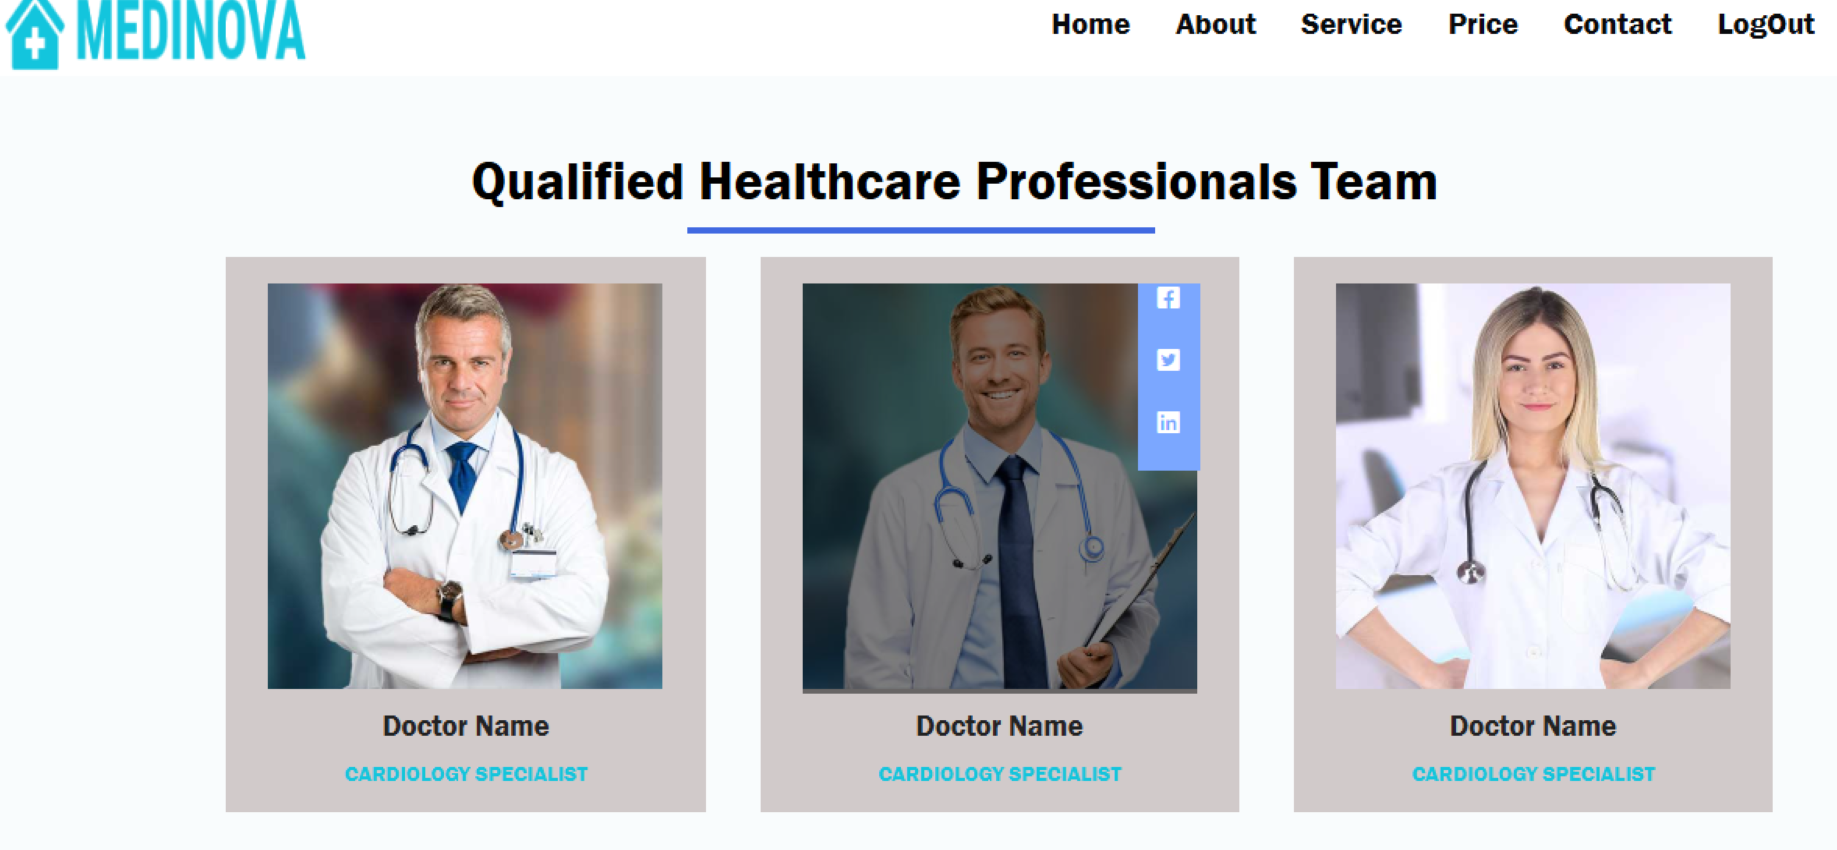 MEDINOVA
Home About Service Price Contact LogOut
Qualified Healthcare Professionals Team
in
Doctor Name Doctor Name Doctor Name
CARDIOLOGY SPECIALIST CARDIOLOGY SPECIALIST CARDIOLOGY SPECIALIST